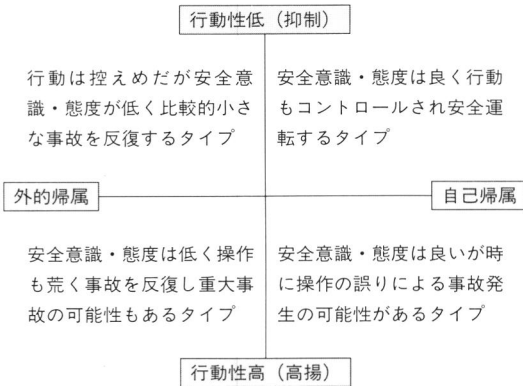 行動性低（抑制）
行動は控えめだが安全意
識・態度が低く比較的小さ
な事故を反復するタイプ
安全意識・態度は良く行動
もコントロールされ安全運
転するタイプ
外的帰属
自己帰属
安全意識・態度は低く操作
も荒く事故を反復し重大事
故の可能性もあるタイプ
安全意識・態度は良いが時
に操作の誤りによる事故発
生の可能性があるタイプ
行動性高（高揚）